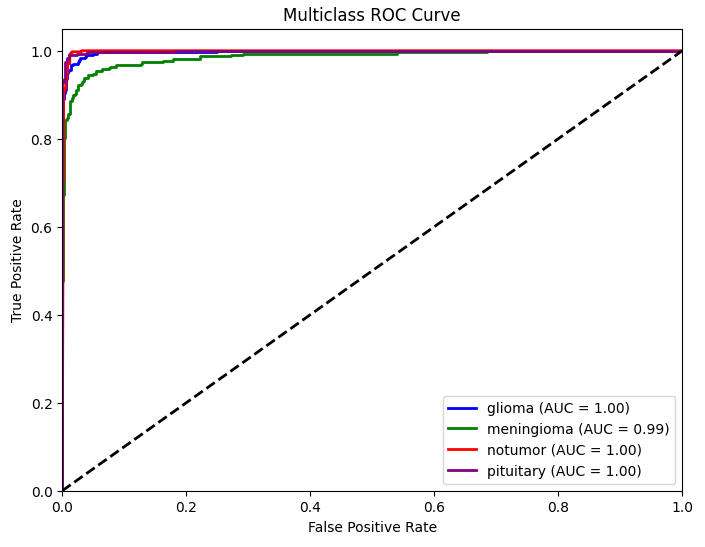 Multiclass ROC Curve
True Positive Rate
1.0
0.8
0.6
0.4
0.2
0.0
glioma (AUC = 1.00)
meningioma (AUC = 0.99)
notumor (AUC = 1.00)
pituitary (AUC = 1.00)
0.0 0.2 0.4 0.6 0.8 1.0
False Positive Rate